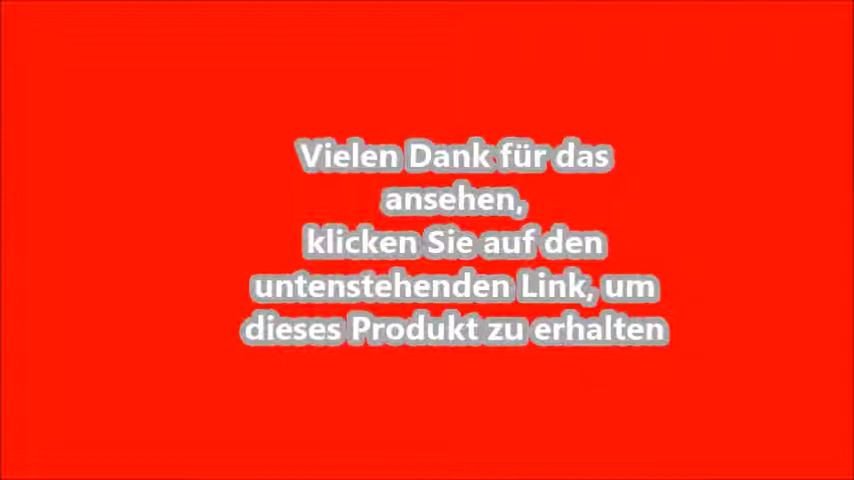 Vielen Dank für das
ansehen,
klicken Sie auf den
untenstehenden Link, um
dieses Produkt zu erhalten